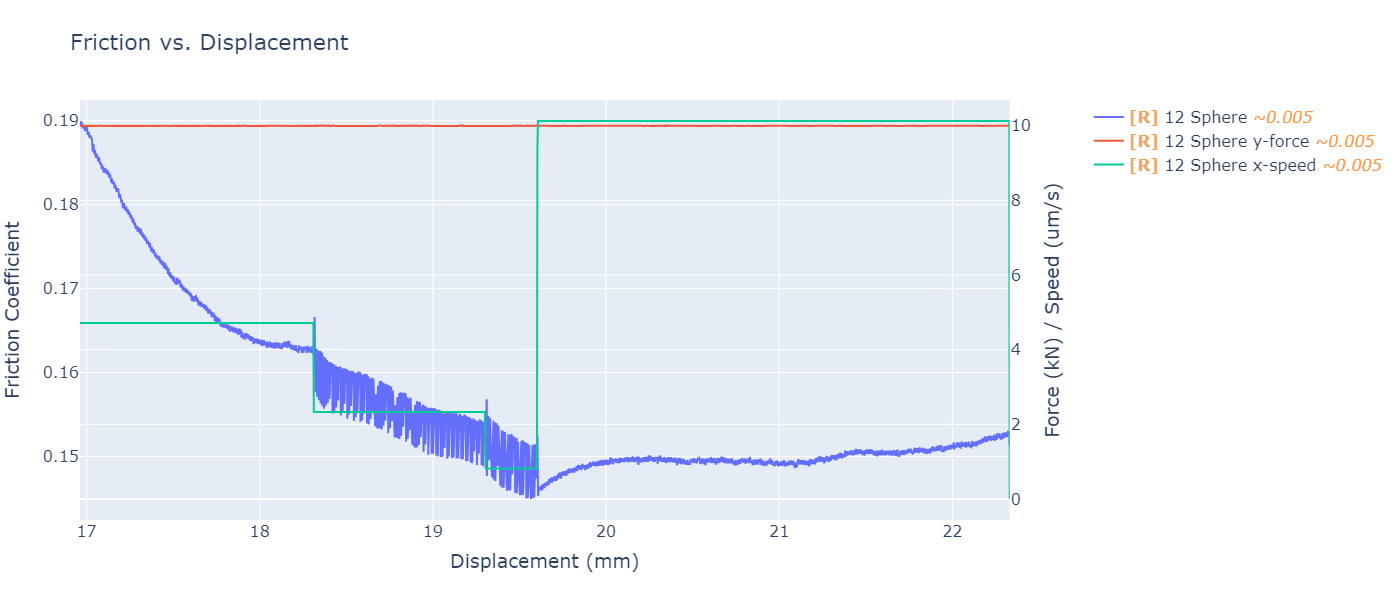 Friction vs. Displacement
[R] 12 Sphere ~0.005
[R] 12 Sphere y-force ~0.005
[R] 12 Sphere x-speed ~0.005
Friction Coefficient
0.19
0.18
0.17
0.16
0.15
10
8
6
4
2
0
Force (kN) / Speed (um/s)
17 18 19 20 21 22
Displacement (mm)